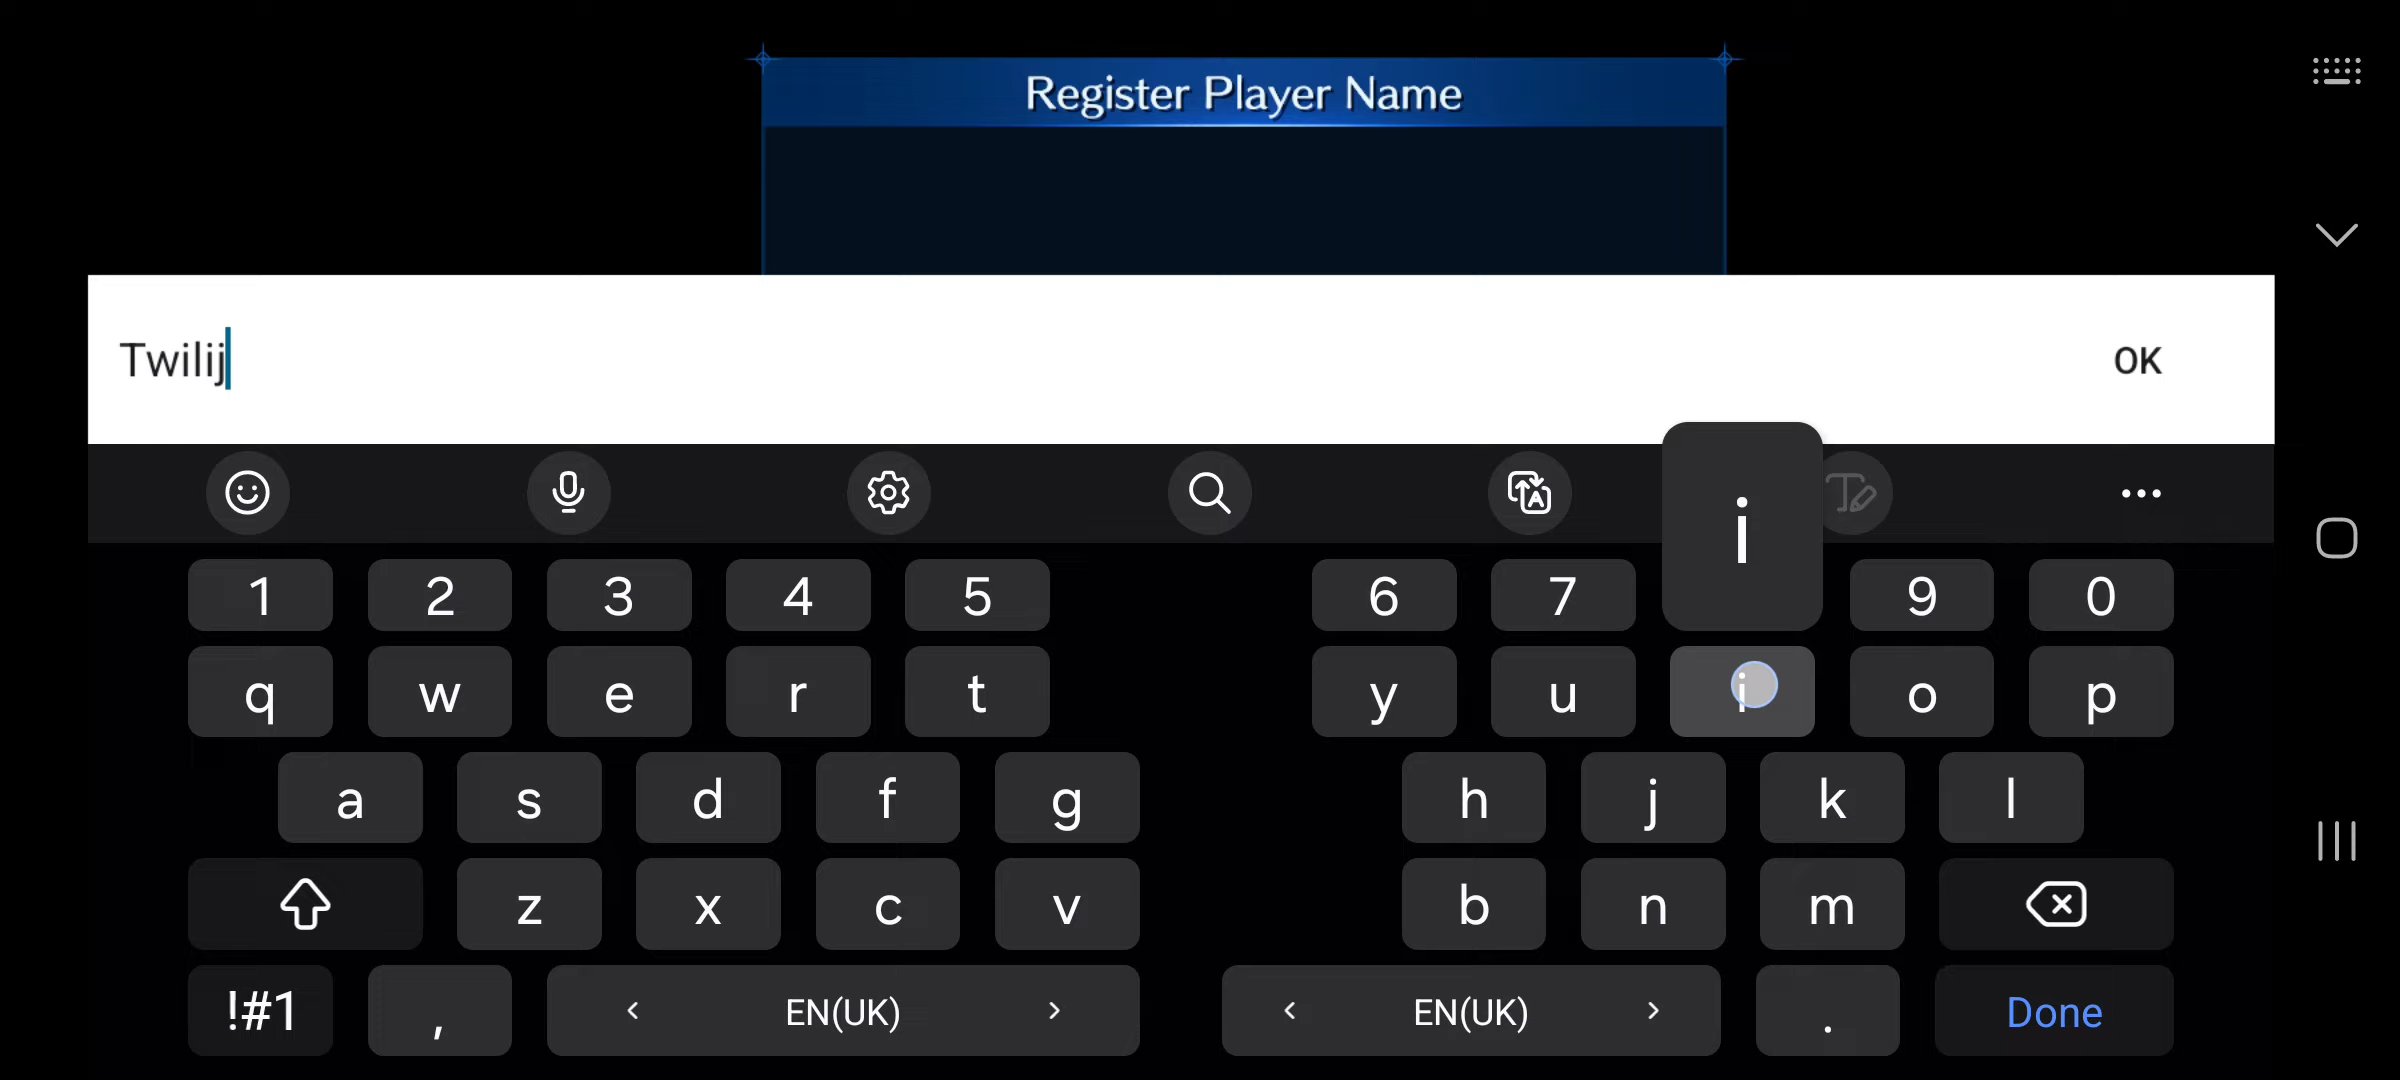 Register Player Name
Twilij
OK
i
1 2 3 4 5 6 7 9 0
q w e r t y u i o p
a s d f g h j k l
z x c v b n m
!#1 , < EN(UK) > < EN(UK) > . Done